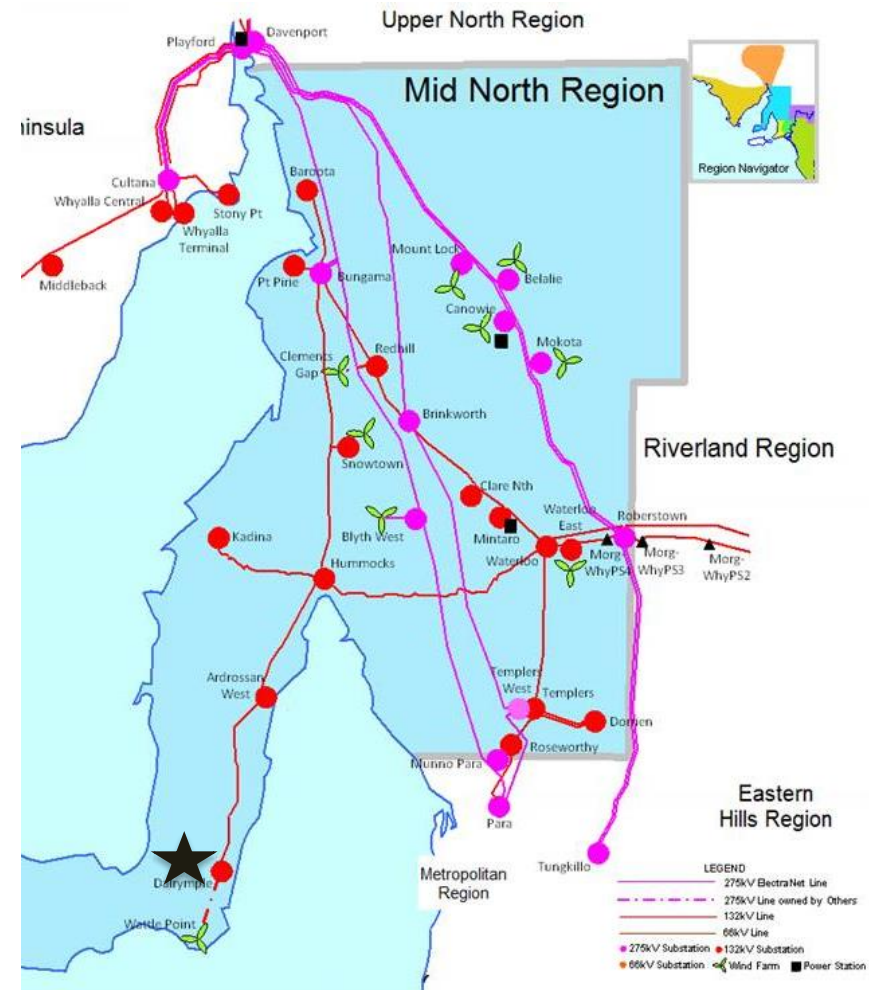 Upper North Region
Playford
Davenport
Mid North Region
ninsula
Region Navigator
Cultana
Whyalla Central
Stony Pt
Whyalla
Terminal
Baroota
Middleback
Pt Pirie
Bungama
Mount Lock
Belalie
Canowie
Mokota
Redhill
Clements
Gap
Brinkworth
Riverland Region
Snowtown
Clare Nth
Blyth West
Mintaro
Waterloo
East
Roberstown
Kadina
Waterloo
Morg-
WhyPS4
Morg-
WhyPS3
Morg-
WhyPS2
Hummocks
Ardrossan
West
Templers
West
Templers
Dorrien
Roseworthy
Munno Para
Para
Eastern
Hills Region
Tungkillo
Metropolitan
Region
Dalrymple
Wattle Point
LEGEND
275kV ElectraNet Line
275kV Line owned by Others
132kV Line
66kV Line
275kV Substation 132kV Substation
66kV Substation Wind Farm Power Station